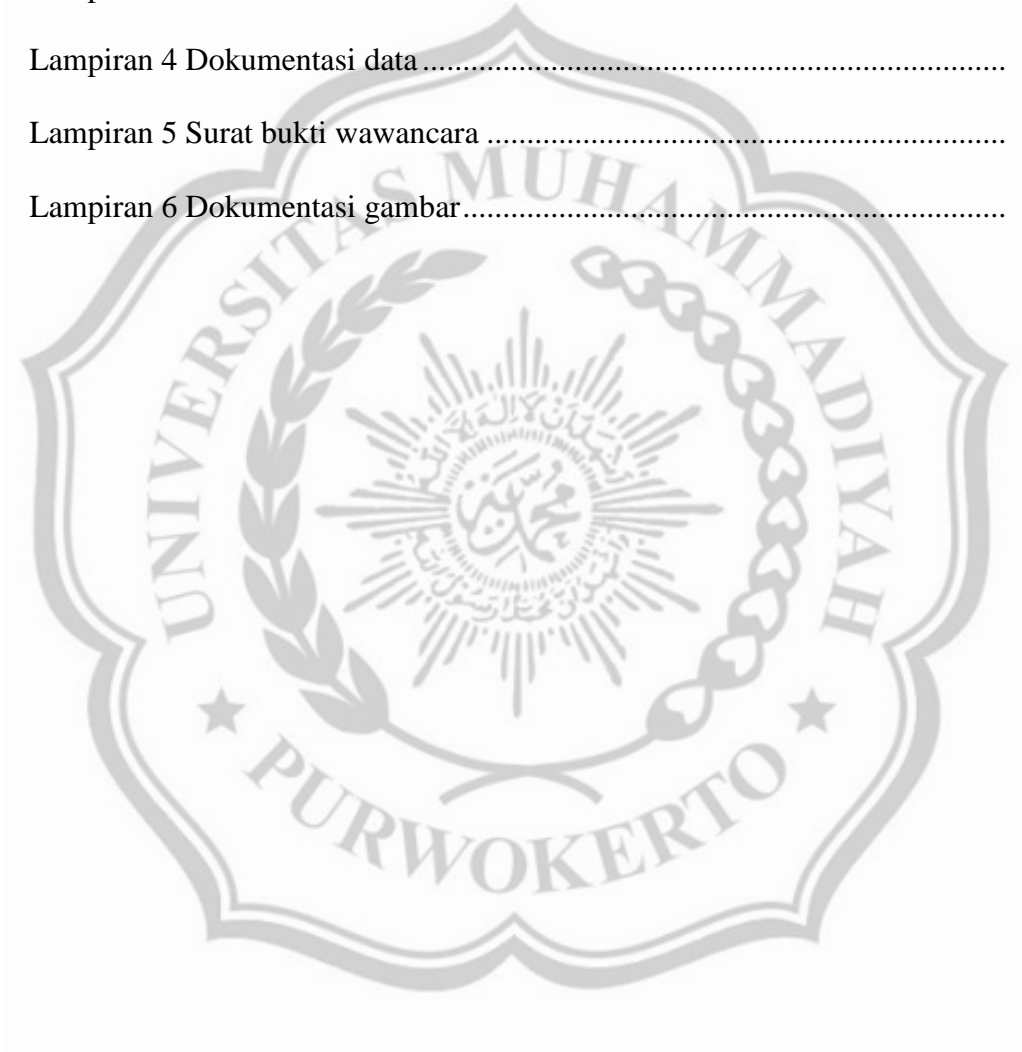 Lampiran 4 Dokumentasi data ........................................................................
Lampiran 5 Surat bukti wawancara ................................................................
Lampiran 6 Dokumentasi gambar...................................................................
UNIVERSITAS MUHAMMADIYAH
PURWOKERTO